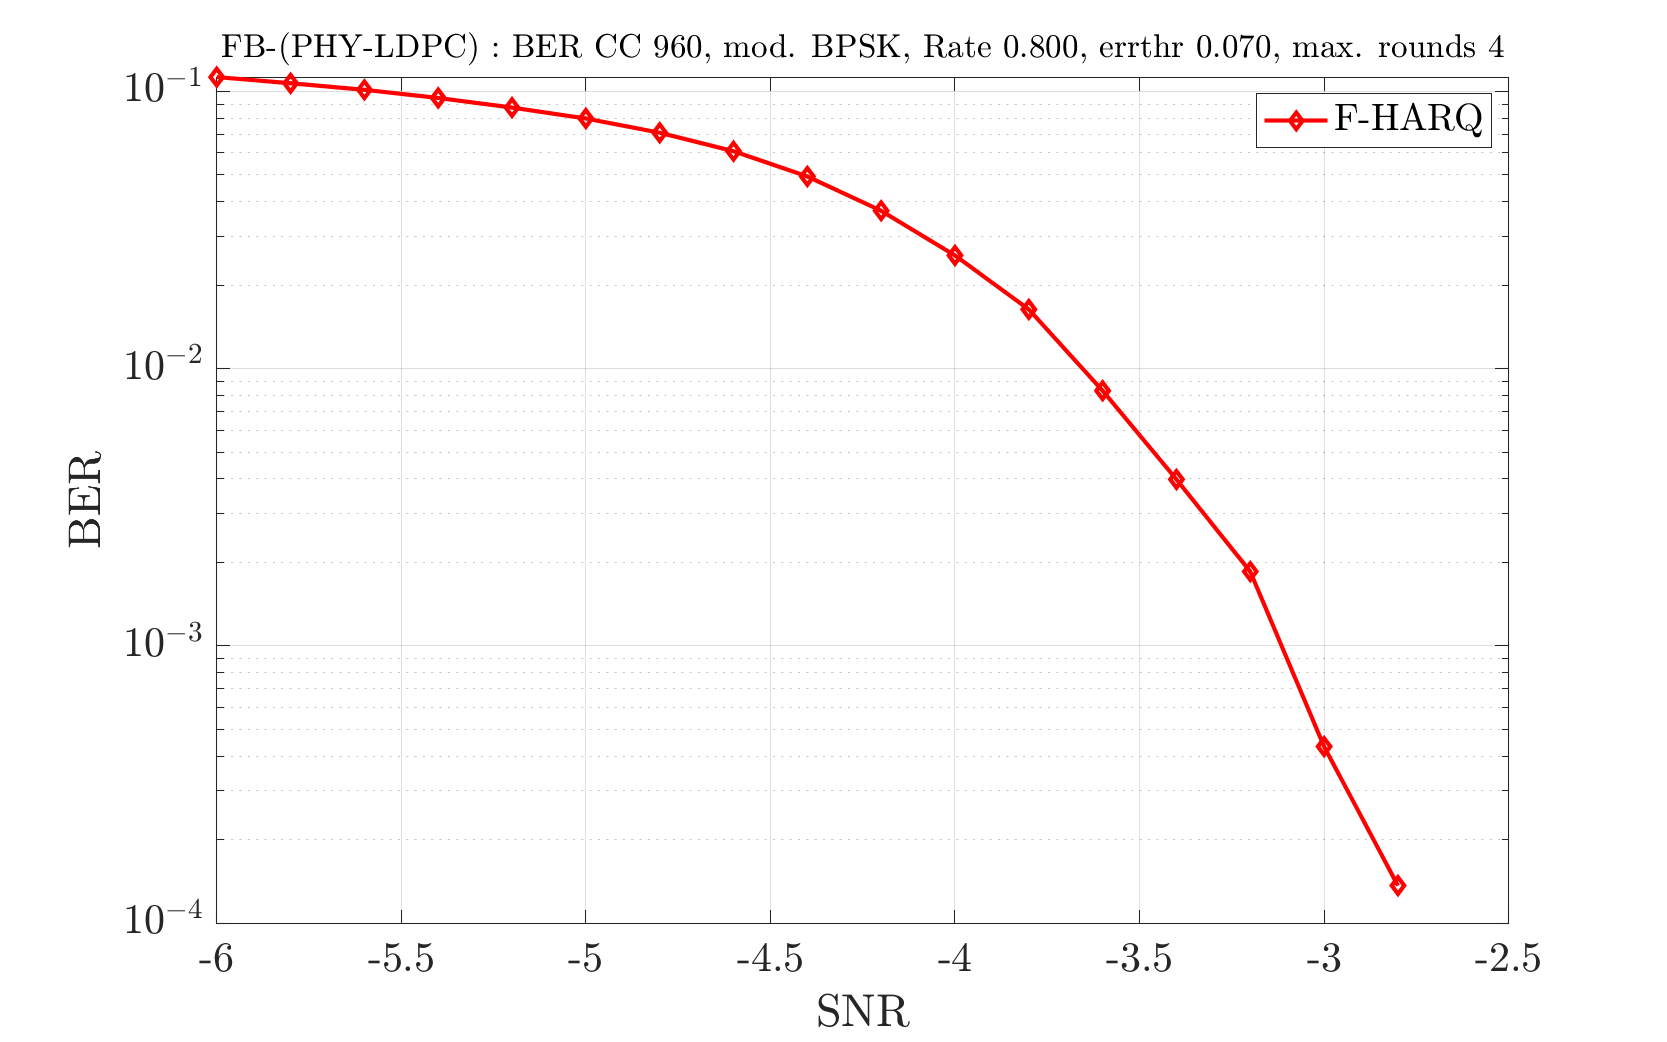 FB-(PHY-LDPC) : BER CC 960, mod. BPSK, Rate 0.800, errthr 0.070, max. rounds 4
F-HARQ
10^{-1}
10^{-2}
10^{-3}
10^{-4}
BER
-6 -5.5 -5 -4.5 -4 -3.5 -3 -2.5
SNR